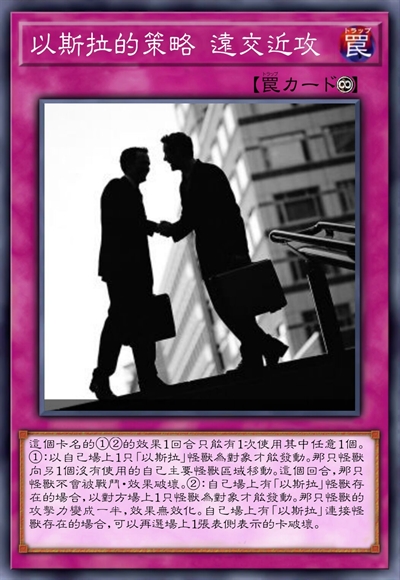 以斯拉的策略 遠交近攻
トラップ
罠
【罠カード】
トラップ
這個卡名的①②的效果1回合只能有1次使用其中任意1個。
①:以自己場上1只「以斯拉」怪獸為對象才能發動。那只怪獸
向另1個沒有使用的自己主要怪獸區域移動。這個回合,那只
怪獸不會被戰鬥・效果破壞。②:自己場上有「以斯拉」怪獸存
在的場合,以對方場上1只怪獸為對象才能發動。那只怪獸的
攻擊力變成一半,效果無效化。自己場上有「以斯拉」連接怪
獸存在的場合,可以再選場上1張表側表示的卡破壞。